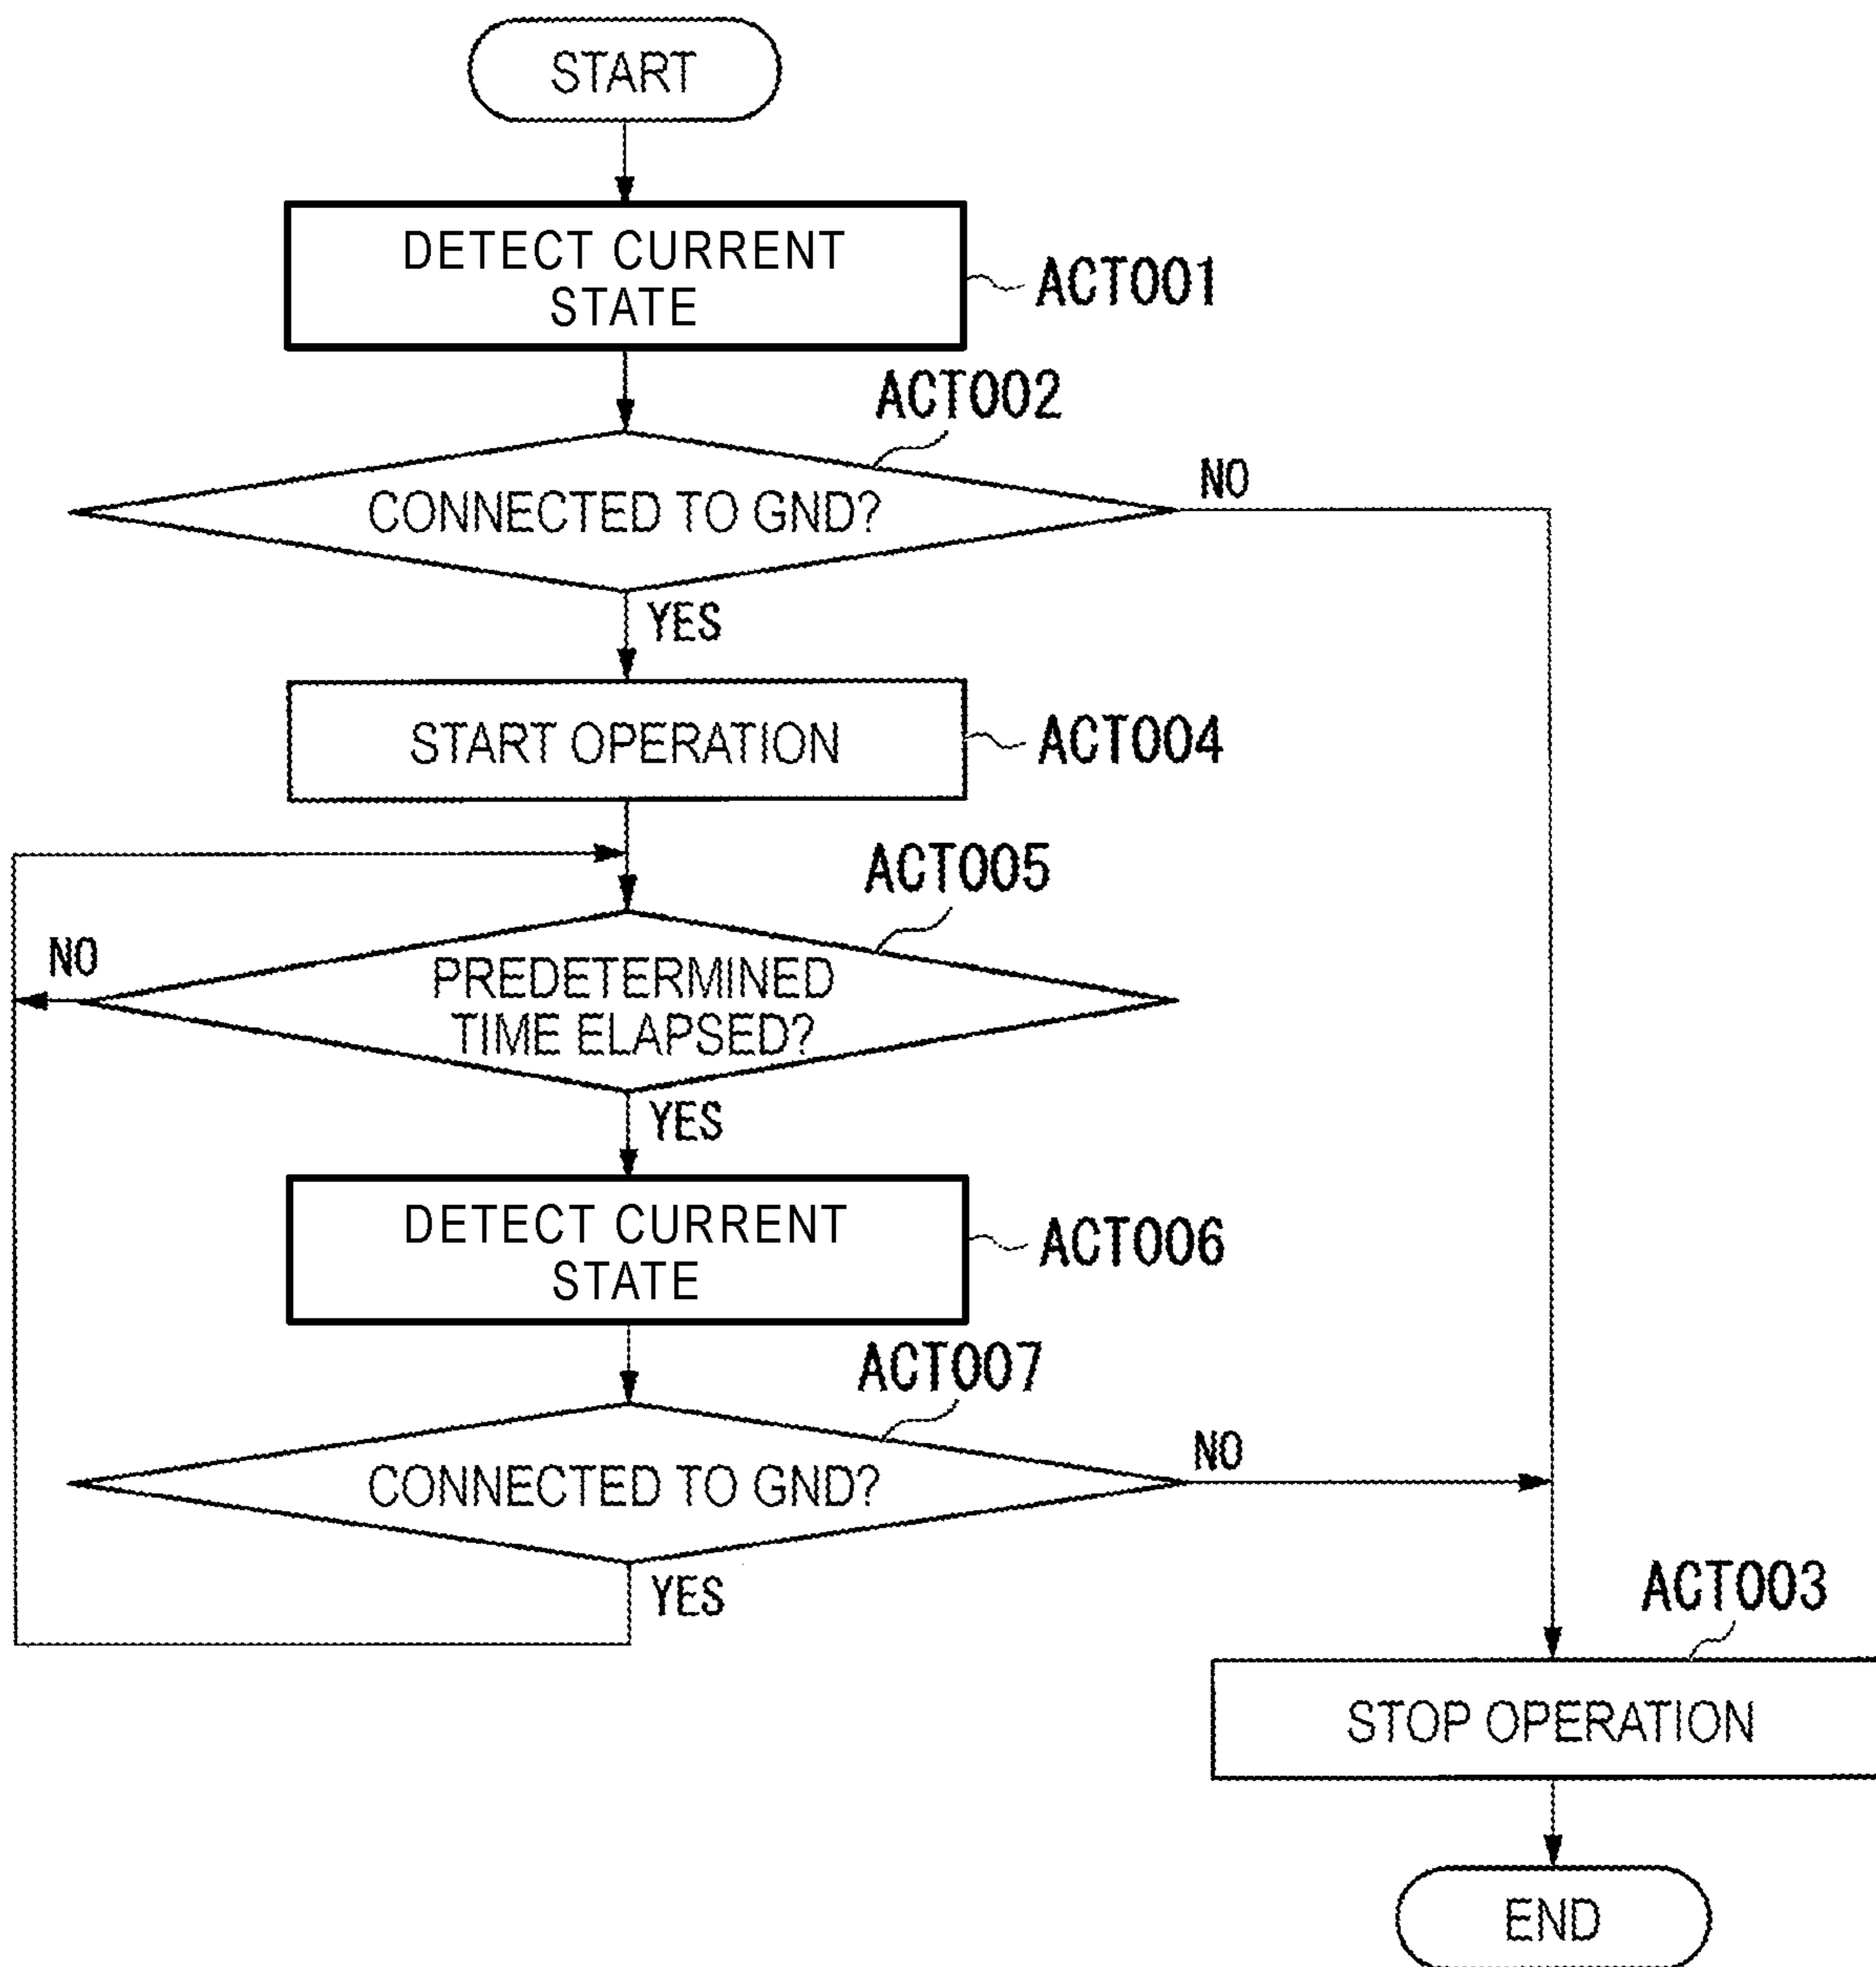 START
DETECT CURRENT
STATE
ACT001
ACT002
CONNECTED TO GND?
NO
YES
START OPERATION
ACT004
ACT005
NO
PREDETERMINED
TIME ELAPSED?
YES
DETECT CURRENT
STATE
ACT006
ACT007
CONNECTED TO GND?
NO
YES
ACT003
STOP OPERATION
END